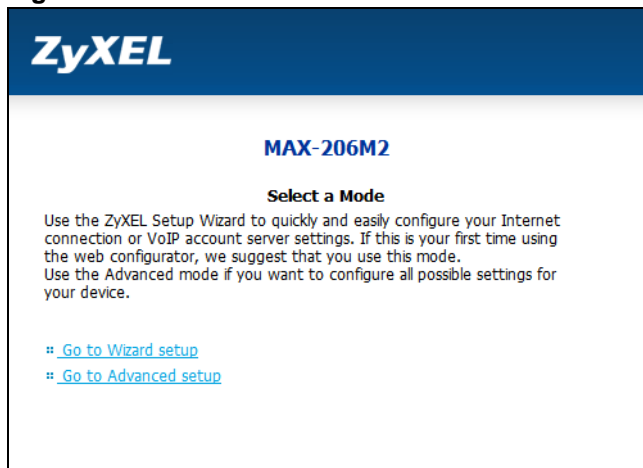 ZyXEL
MAX-206M2
Select a Mode
Use the ZyXEL Setup Wizard to quickly and easily configure your Internet
connection or VoIP account server settings. If this is your first time using
the web configurator, we suggest that you use this mode.
Use the Advanced mode if you want to configure all possible settings for
your device.
Go to Wizard setup
Go to Advanced setup